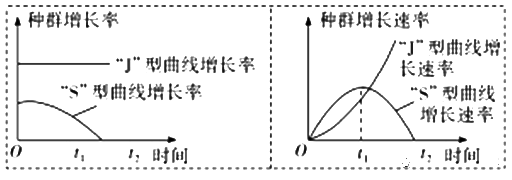 种群增长率
“J”型曲线增长率
“S”型曲线增长率
O t₁ t₂ 时间
种群增长速率
“J”型曲线增
长速率
“S”型曲线
增长速率
O t₁ t₂ 时间